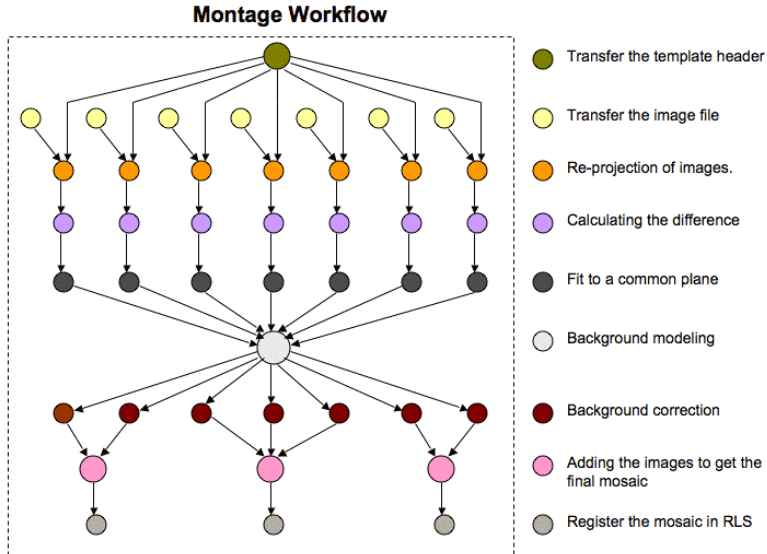 Montage Workflow
Transfer the template header
Transfer the image file
Re-projection of images.
Calculating the difference
Fit to a common plane
Background modeling
Background correction
Adding the images to get the
final mosaic
Register the mosaic in RLS